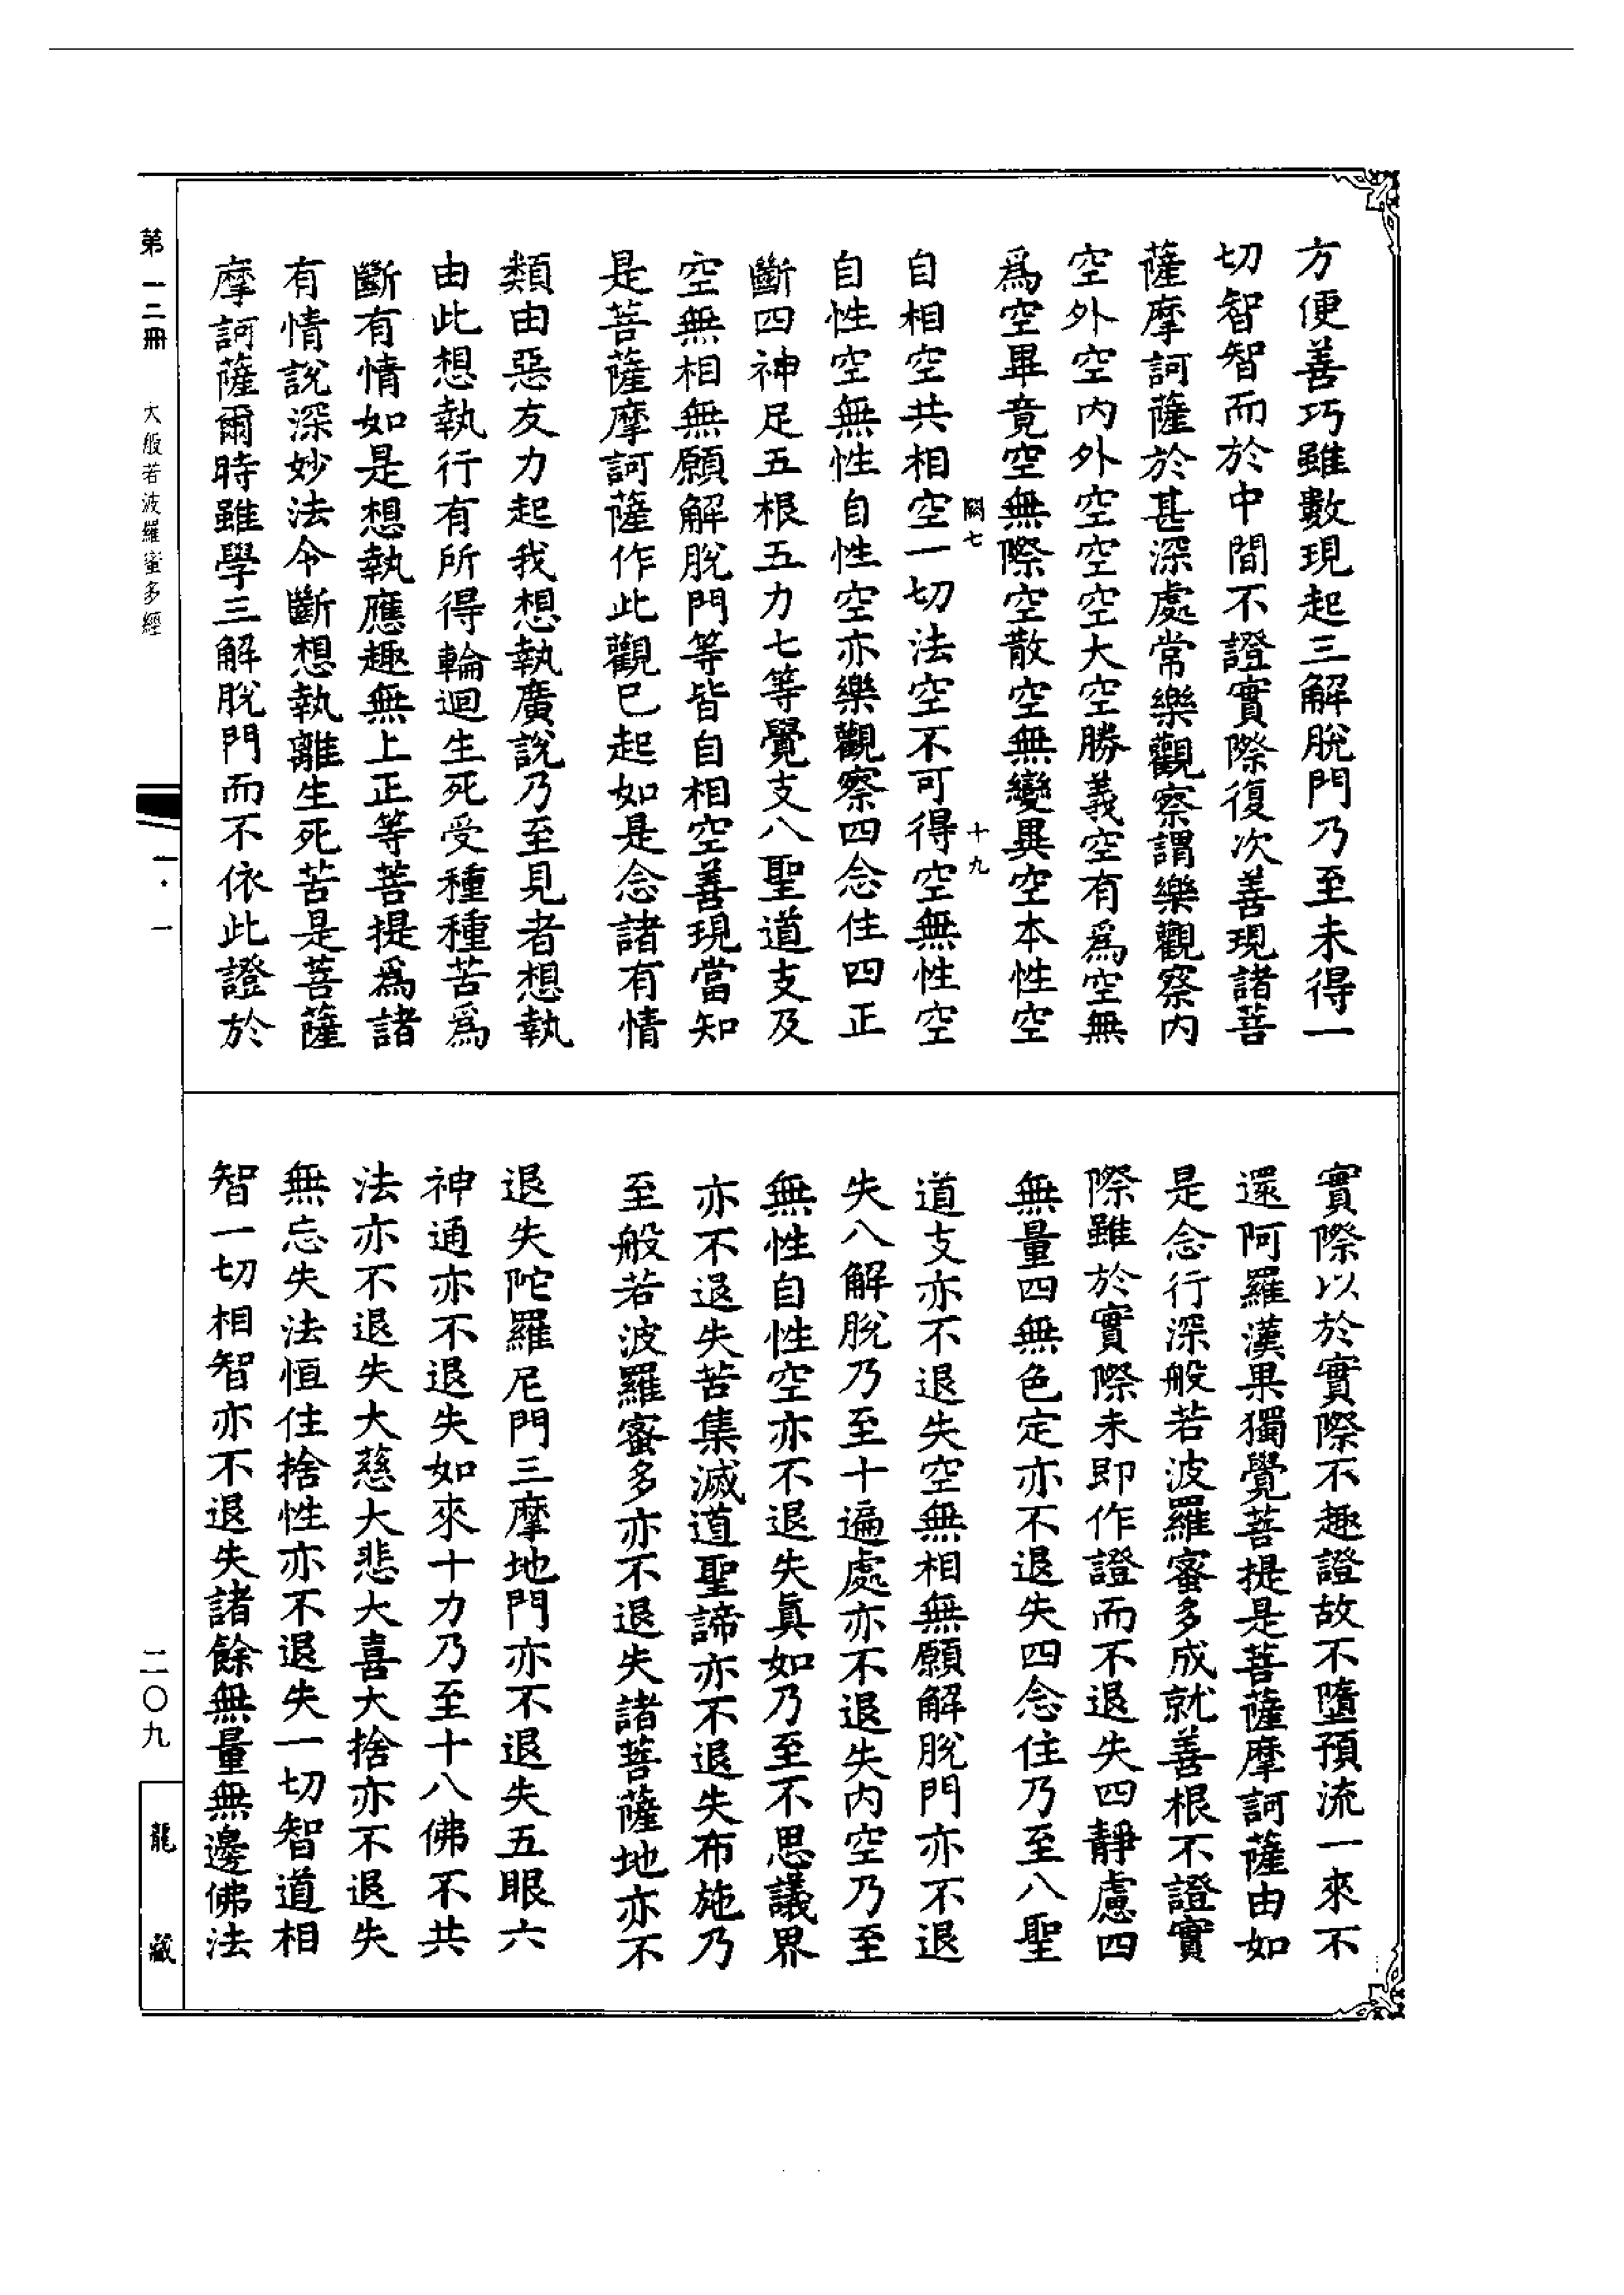 方便善巧雖數現起三解脫門乃至未得一
切智智而於中間不證實際復次善現諸菩
薩摩訶薩於甚深處常樂觀察謂樂觀察內
空外空內外空空空大空勝義空有爲空無
爲空畢竟空無際空散空無變異空本性空
闕七 十九
自相空共相空一切法空不可得空無性空
自性空無性自性空亦樂觀察四念住四正
斷四神足五根五力七等覺支八聖道支及
空無相無願解脫門等皆自相空善現當知
是菩薩摩訶薩作此觀已起如是念諸有情
類由惡友力起我想執廣說乃至見者想執
由此想執行有所得輪迴生死受種種苦爲
斷有情如是想執應趣無上正等菩提爲諸
有情說深妙法令斷想執離生死苦是菩薩
摩訶薩爾時雖學三解脫門而不依此證於
實際以於實際不趣證故不墮預流一來不
還阿羅漢果獨覺菩提是菩薩摩訶薩由如
是念行深般若波羅蜜多成就善根不證實
際雖於實際未即作證而不退失四靜慮四
無量四無色定亦不退失四念住乃至八聖
道支亦不退失空無相無願解脫門亦不退
失八解脫乃至十遍處亦不退失內空乃至
無性自性空亦不退失眞如乃至不思議界
亦不退失苦集滅道聖諦亦不退失布施乃
至般若波羅蜜多亦不退失諸菩薩地亦不
退失陀羅尼門三摩地門亦不退失五眼六
神通亦不退失如來十力乃至十八佛不共
法亦不退失大慈大悲大喜大捨亦不退失
無忘失法恒住捨性亦不退失一切智道相
智一切相智亦不退失諸餘無量無邊佛法
第一二冊 大般若波羅蜜多經
一·一
二〇九
龍藏